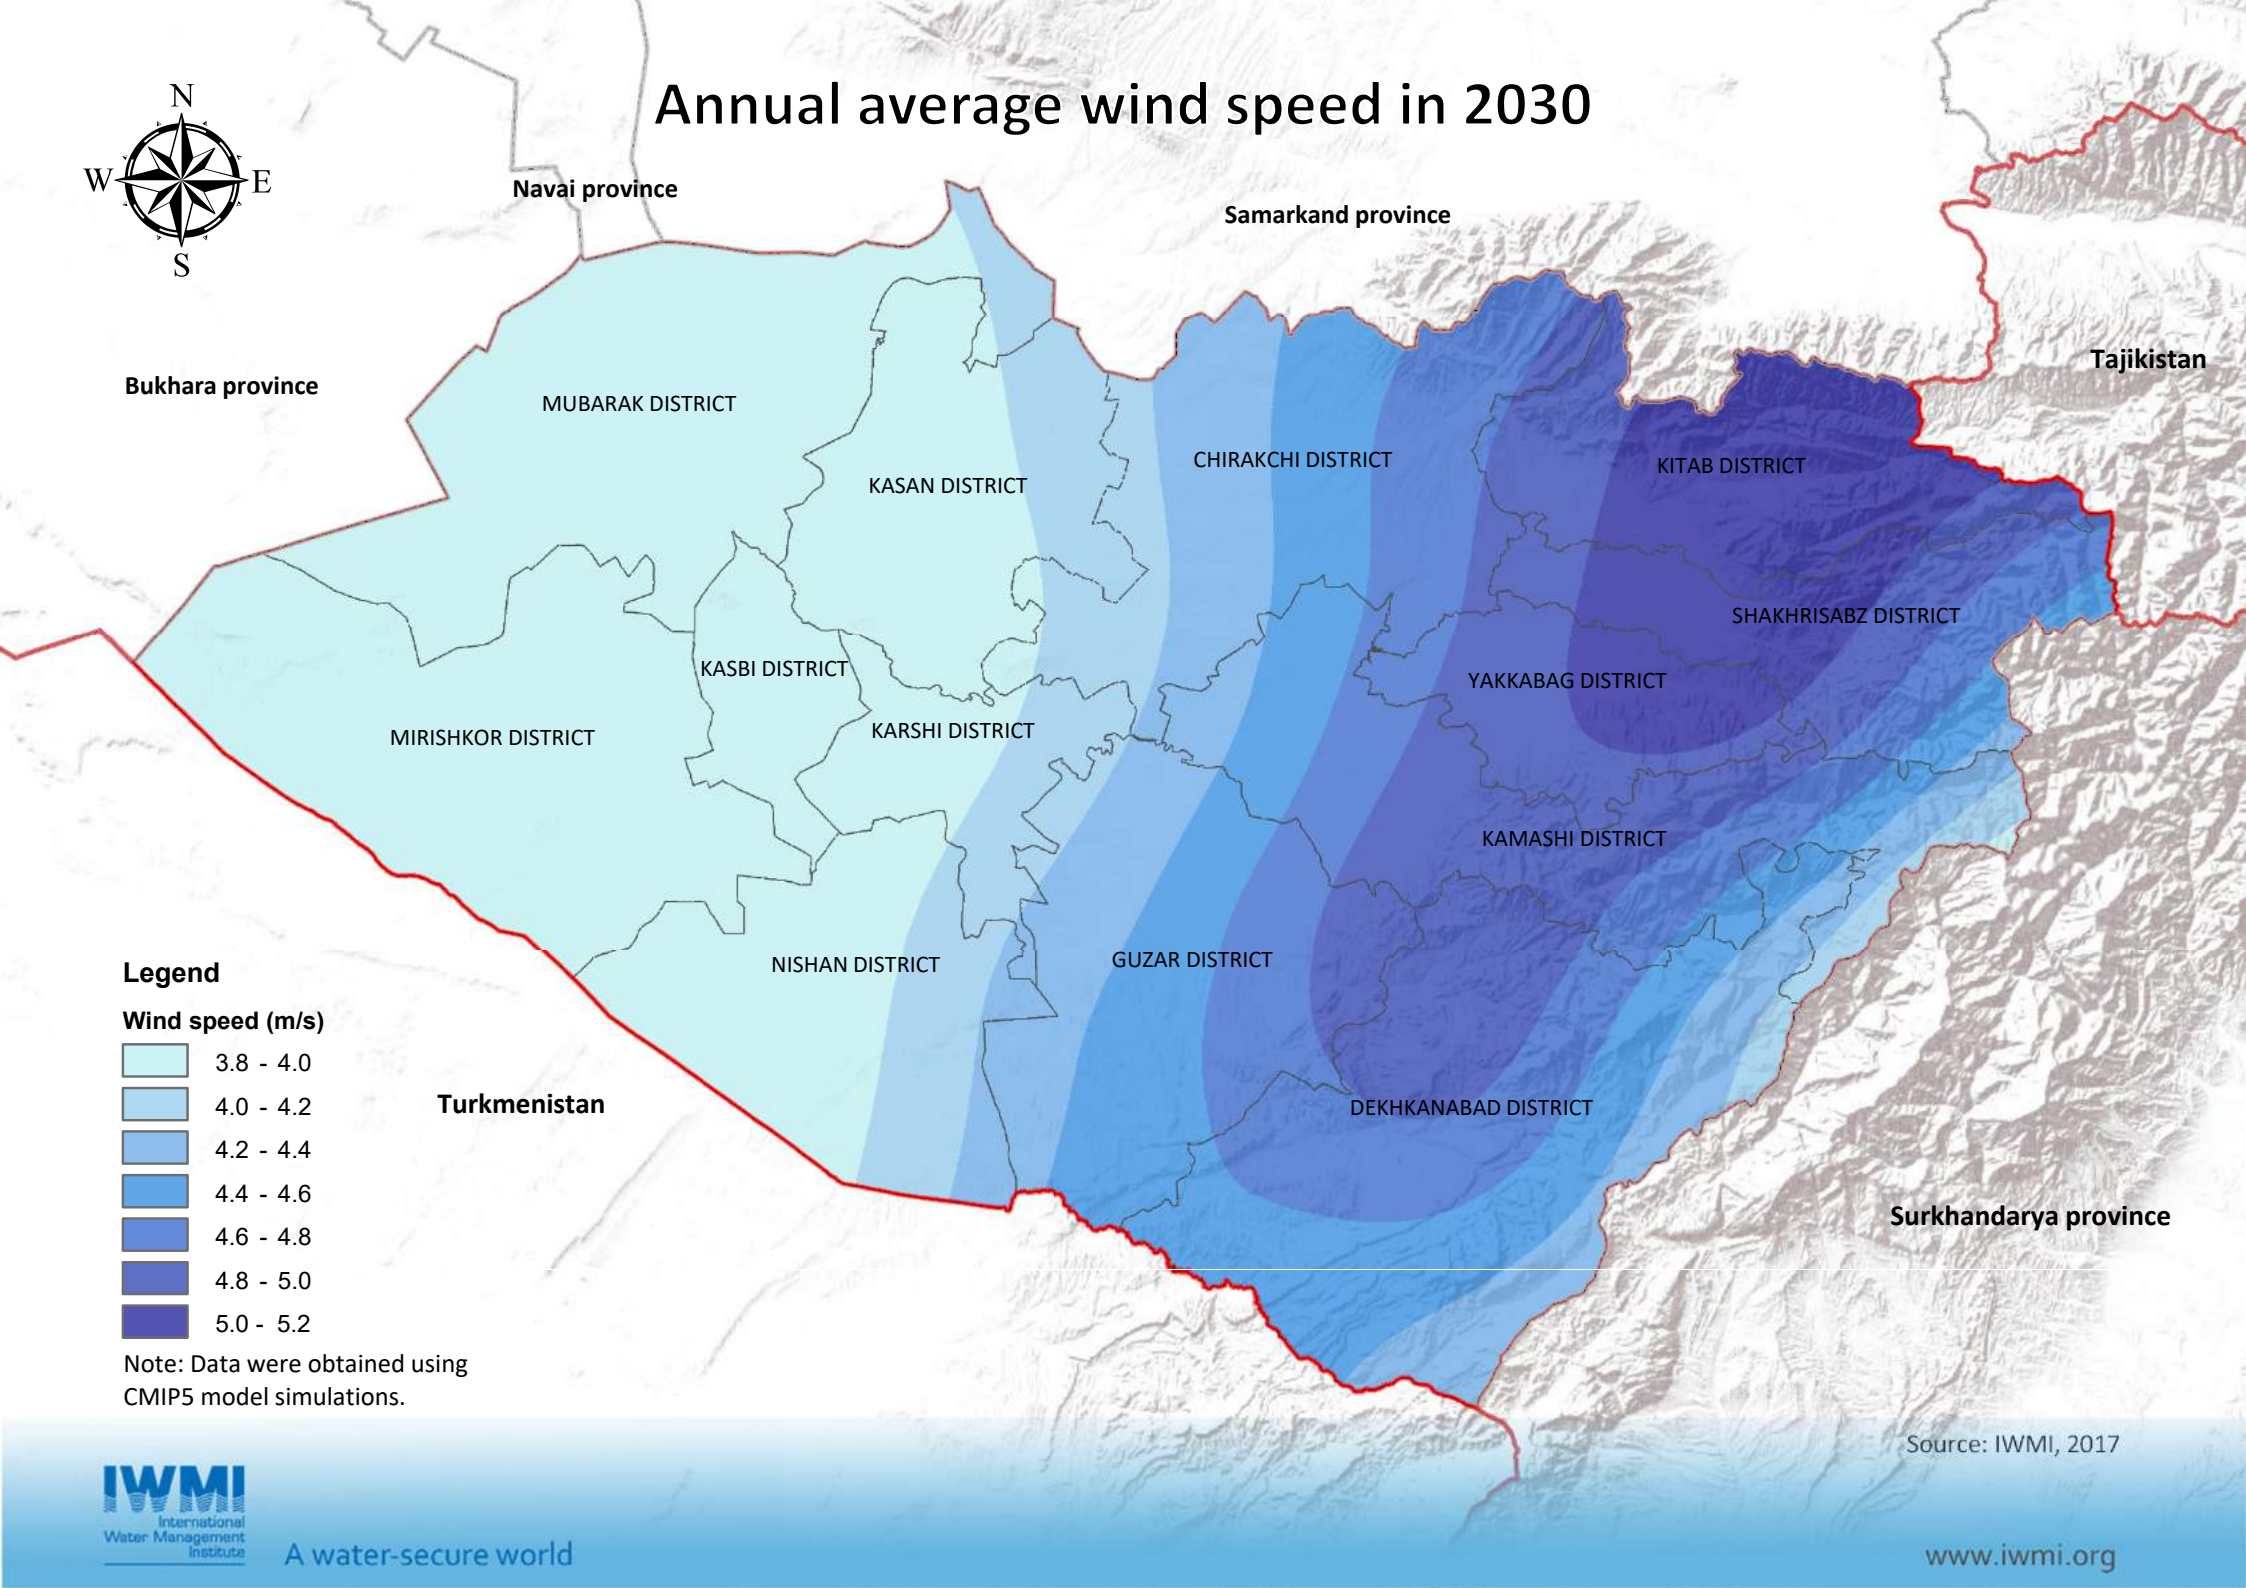 Annual average wind speed in 2030
N
W
E
S
Navai province
Samarkand province
Bukhara province
Tajikistan
MUBARAK DISTRICT
CHIRAKCHI DISTRICT
KITAB DISTRICT
KASAN DISTRICT
SHAKHRISABZ DISTRICT
KASBI DISTRICT
YAKKABAG DISTRICT
MIRISHKOR DISTRICT
KARSHI DISTRICT
KAMASHI DISTRICT
NISHAN DISTRICT
GUZAR DISTRICT
DEKHKANABAD DISTRICT
Turkmenistan
Surkhandarya province
Legend
Wind speed (m/s)
3.8 - 4.0
4.0 - 4.2
4.2 - 4.4
4.4 - 4.6
4.6 - 4.8
4.8 - 5.0
5.0 - 5.2
Note: Data were obtained using
CMIP5 model simulations.
Source: IWMI, 2017
IWMI
International
Water Management
Institute
A water-secure world
www.iwmi.org